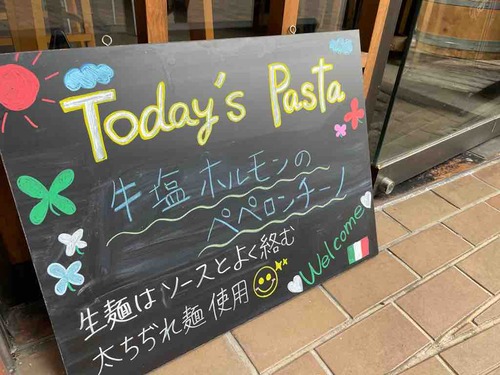 Today's Pasta
牛塩ホルモンの
ペペロンチーノ
生麺はソースとよく絡む
太ちぢれ麺使用
Welcome